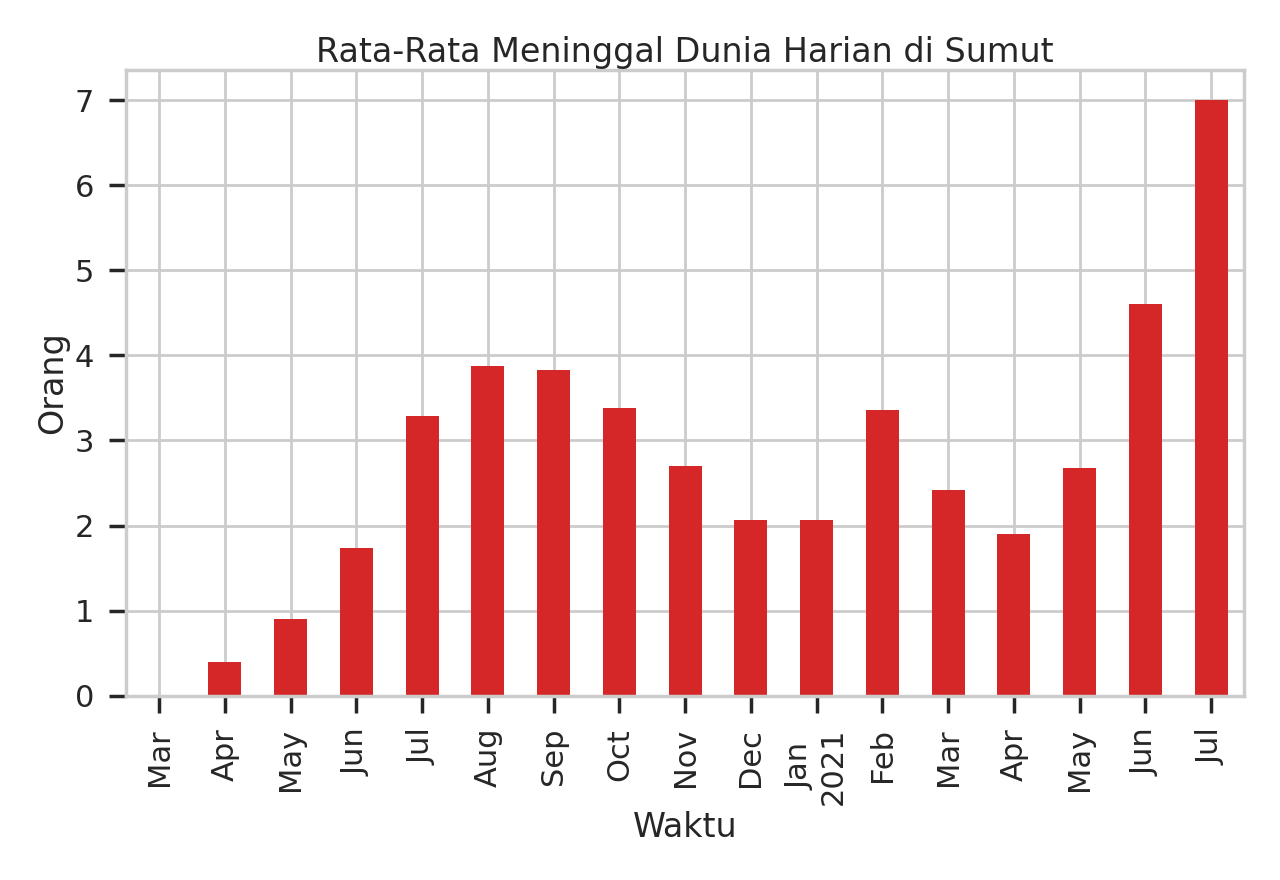 Rata-Rata Meninggal Dunia Harian di Sumut
7
6
5
4
3
2
1
0
Orang
Mar
Apr
May
Jun
Jul
Aug
Sep
Oct
Nov
Dec
Jan
2021
Feb
Mar
Apr
May
Jun
Jul
Waktu